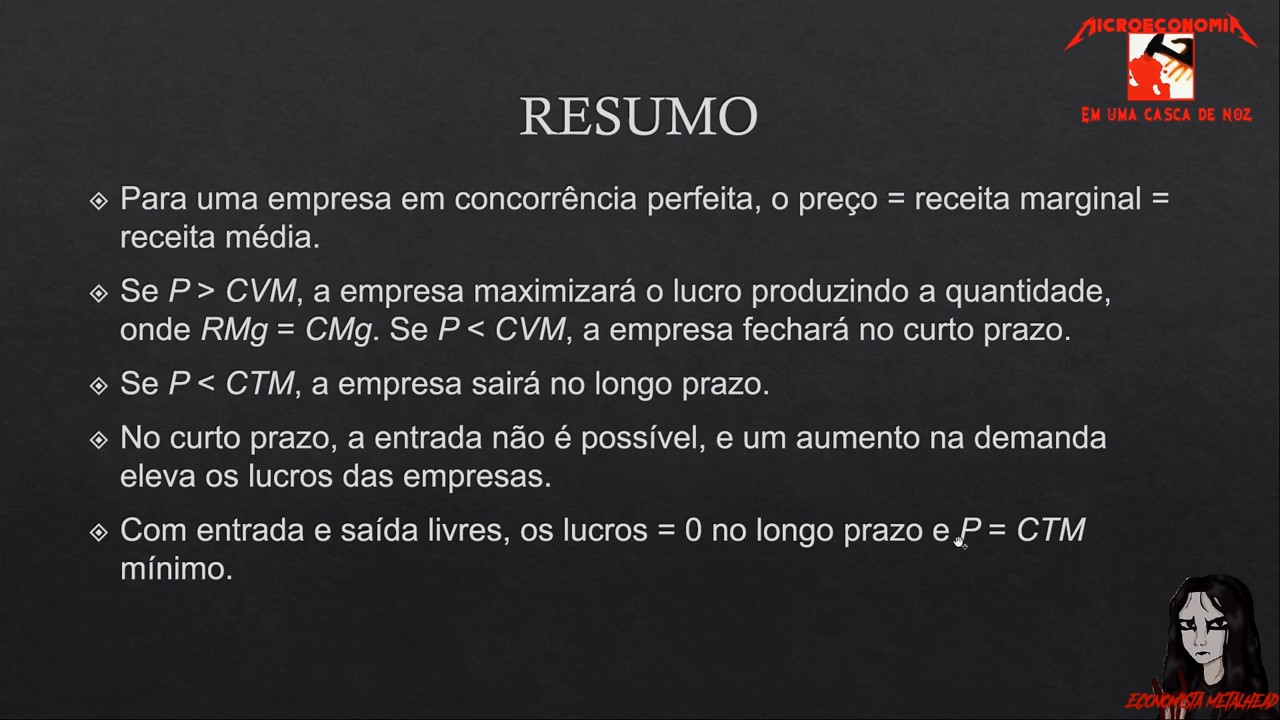 MICROECONOMIA
EM UMA CASCA DE NOZ
RESUMO
Para uma empresa em concorrência perfeita, o preço = receita marginal =
receita média.
Se P > CVM, a empresa maximizará o lucro produzindo a quantidade,
onde RMg = CMg. Se P < CVM, a empresa fechará no curto prazo.
Se P < CTM, a empresa sairá no longo prazo.
No curto prazo, a entrada não é possível, e um aumento na demanda
eleva os lucros das empresas.
Com entrada e saída livres, os lucros = 0 no longo prazo e P = CTM
mínimo.
ECONOMISTA METALHEAD